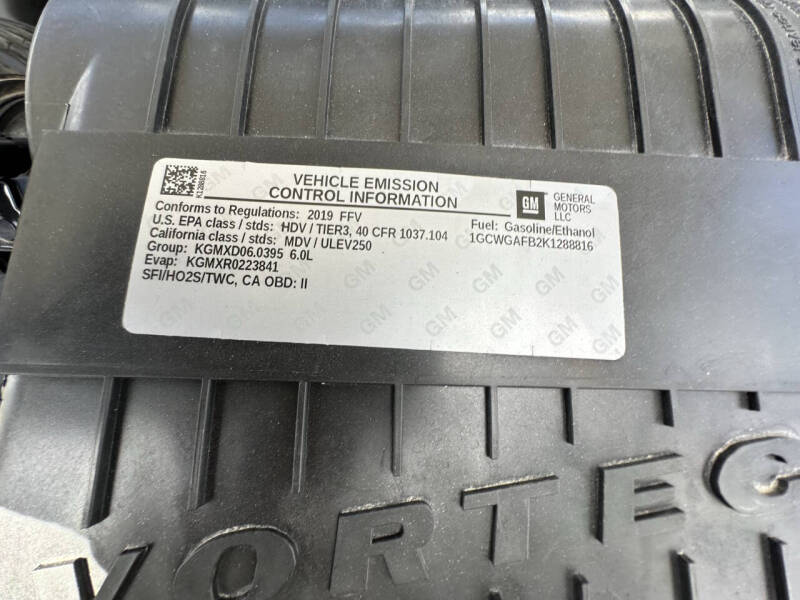 K1288816
VEHICLE EMISSION
CONTROL INFORMATION
GM
GENERAL
MOTORS
LLC
Conforms to Regulations: 2019 FFV
U.S. EPA class / stds: HDV / TIER3, 40 CFR 1037.104
California class / stds: MDV / ULEV250
Group: KGMXD06.0395 6.0L
Evap: KGMXR0223841
SFI/HO2S/TWC, CA OBD: II
Fuel: Gasoline/Ethanol
1GCWGAFB2K1288816
VORTEC